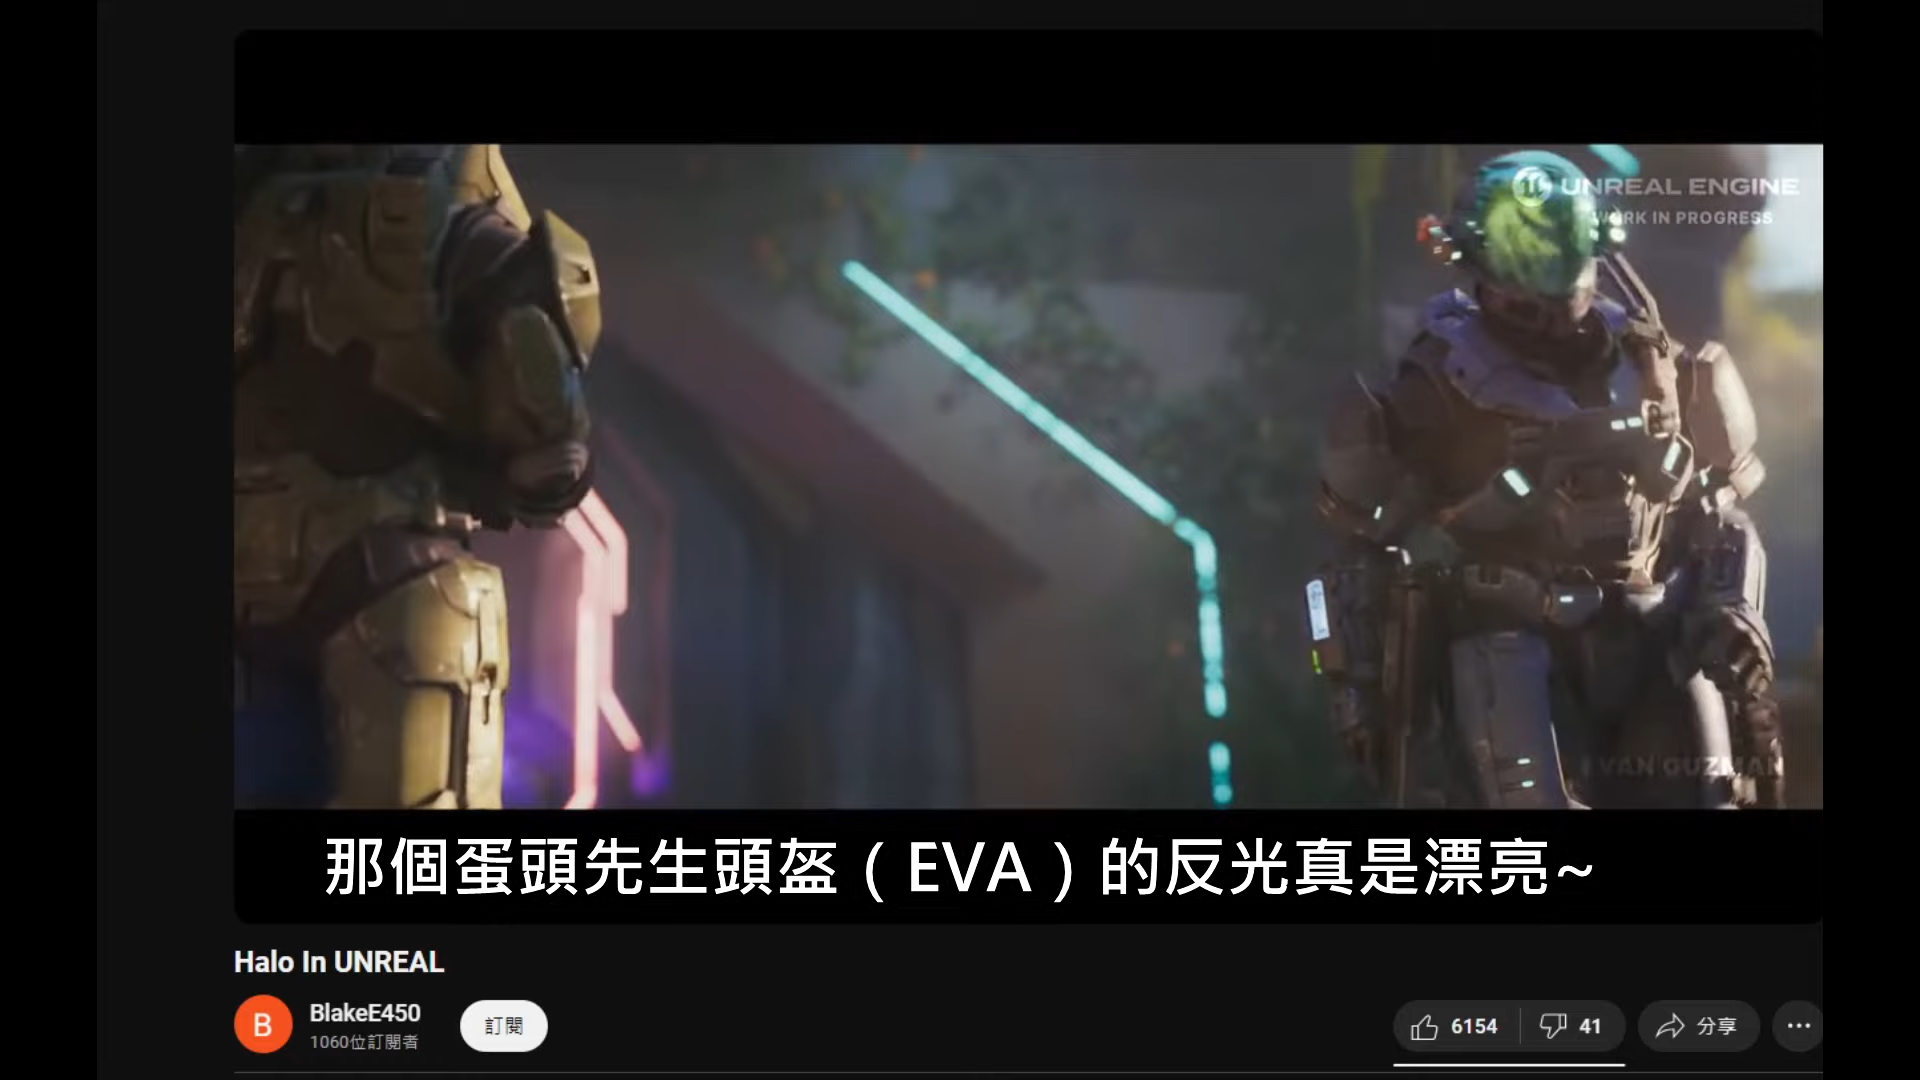 UNREAL ENGINE
WORK IN PROGRESS
EVAN GUZMAN
那個蛋頭先生頭盔（EVA）的反光真是漂亮~
Halo In UNREAL
B
BlakeE450
1060位訂閱者
訂閱
6154
41
分享